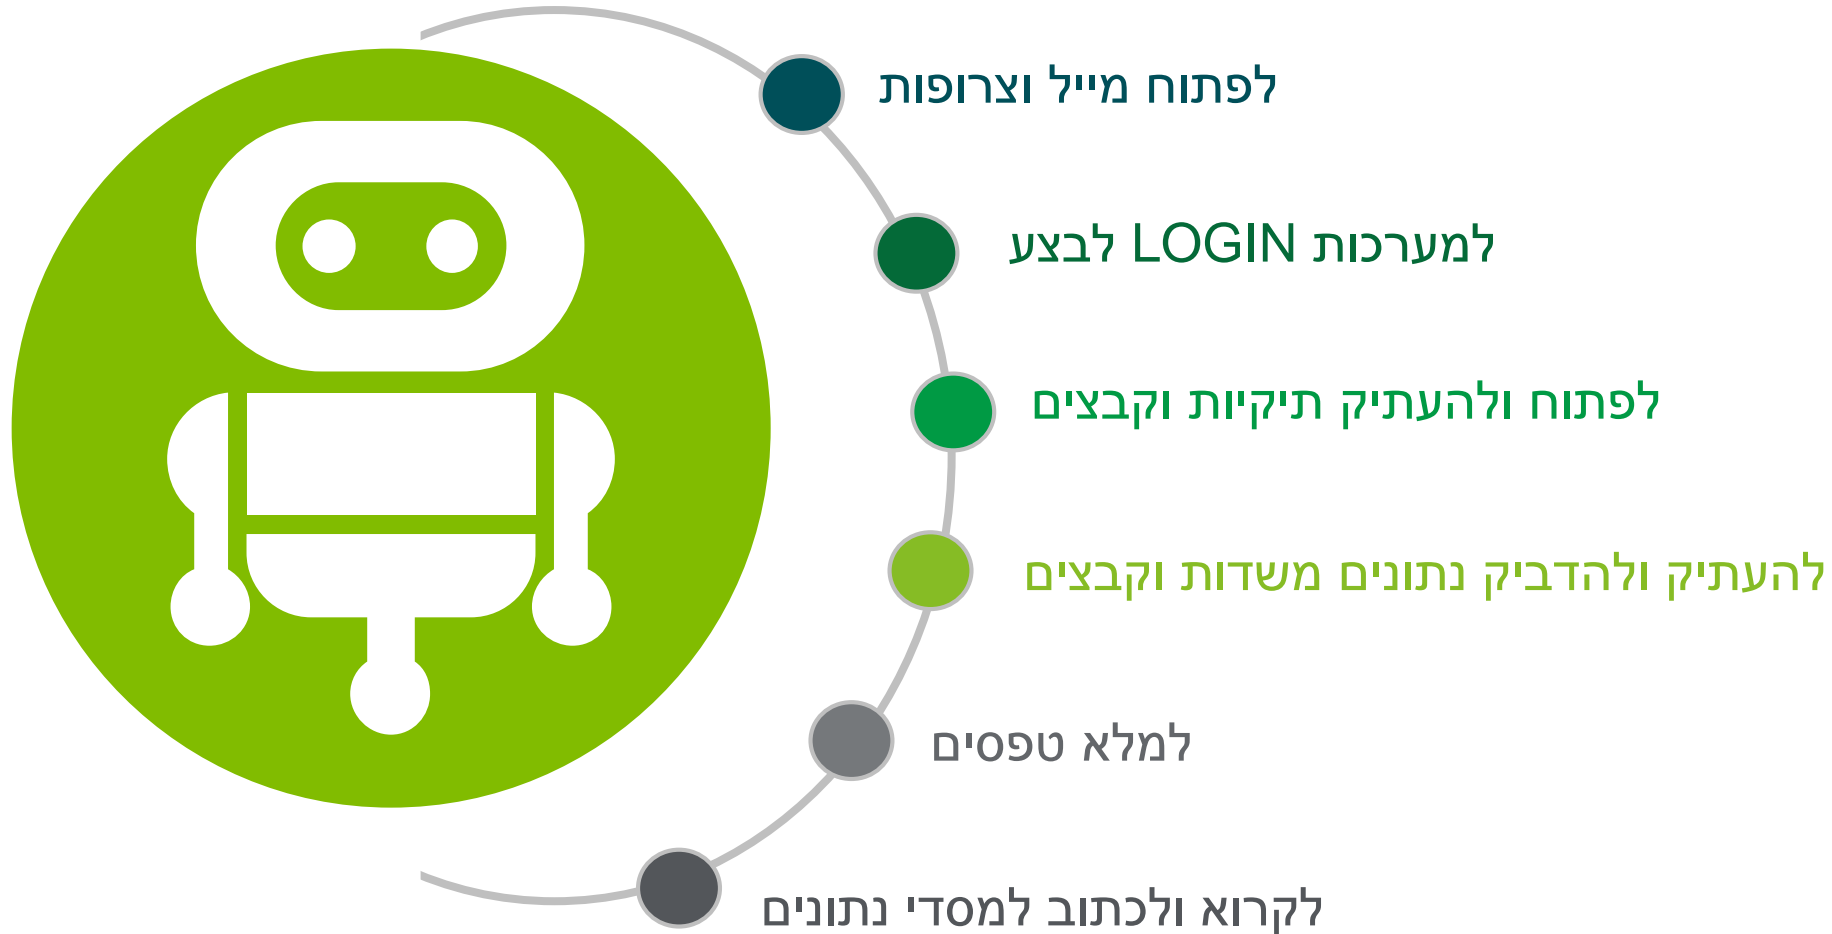 לפתוח מייל וצרופות
למערכות LOGIN לבצע
לפתוח ולהעתיק תיקיות וקבצים
להעתיק ולהדביק נתונים משדות וקבצים
למלא טפסים
לקרוא ולכתוב למסדי נתונים